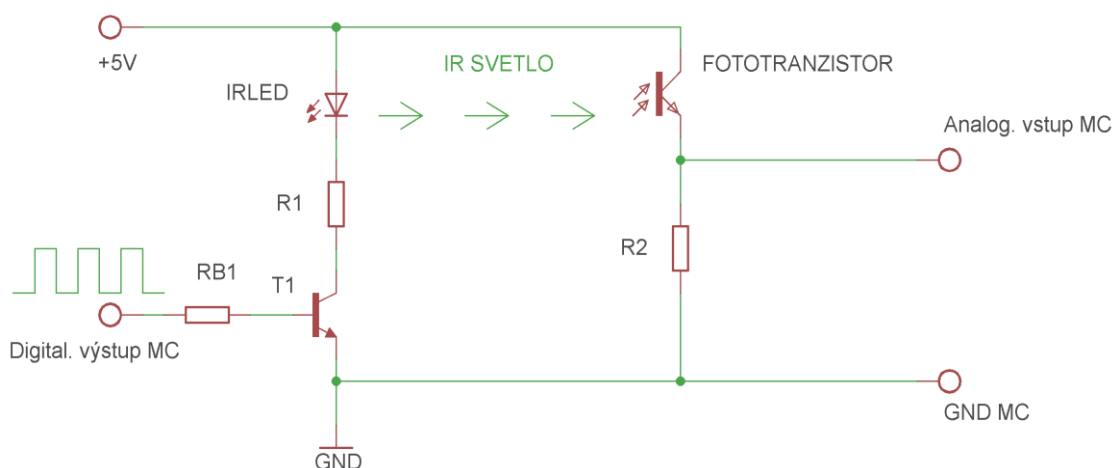 +5V
IRLED
IR SVETLO
FOTOTRANZISTOR
Analog. vstup MC
R1
R2
RB1
T1
Digital. výstup MC
GND MC
GND